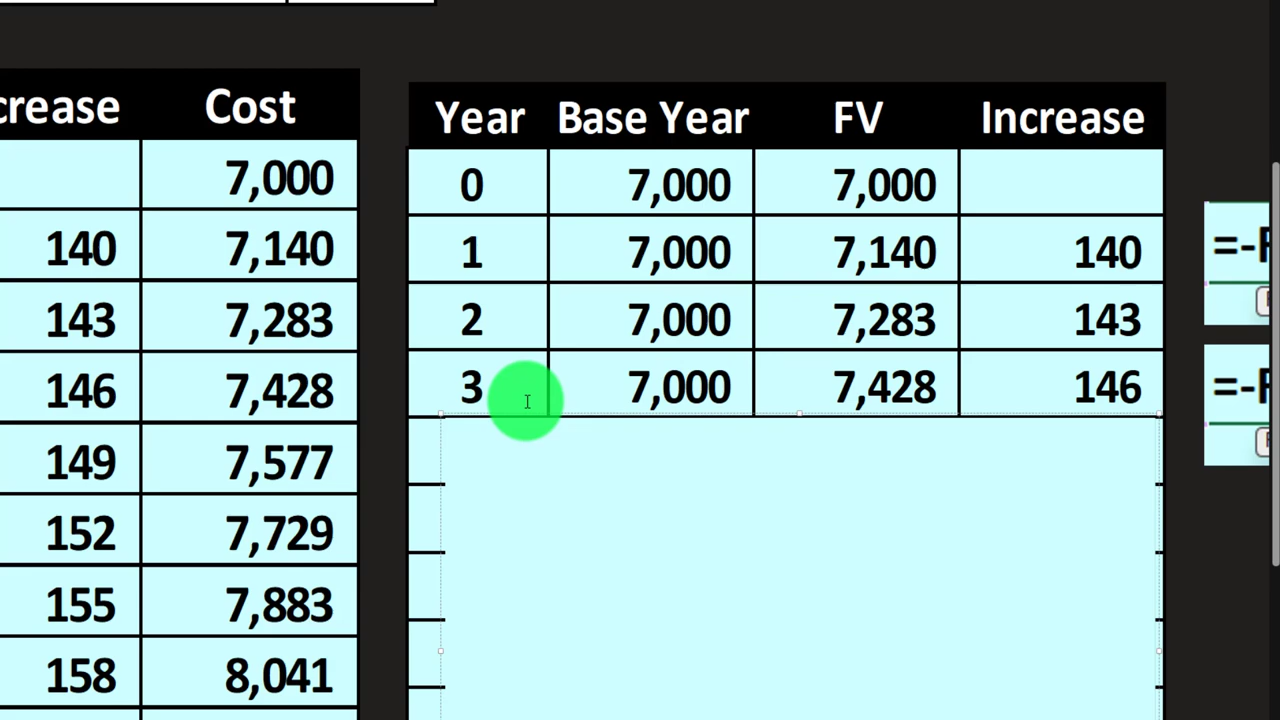 crease Cost
7,000
140 7,140
143 7,283
146 7,428
149 7,577
152 7,729
155 7,883
158 8,041
Year Base Year FV Increase
0 7,000 7,000
1 7,000 7,140 140
2 7,000 7,283 143
3 7,000 7,428 146
=-F
=-F